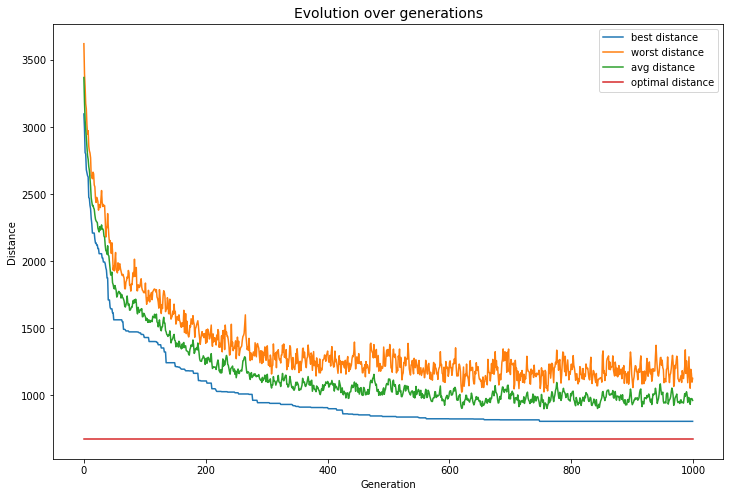 Evolution over generations
best distance
worst distance
avg distance
optimal distance
Distance
3500
3000
2500
2000
1500
1000
0
200
400
600
800
1000
Generation